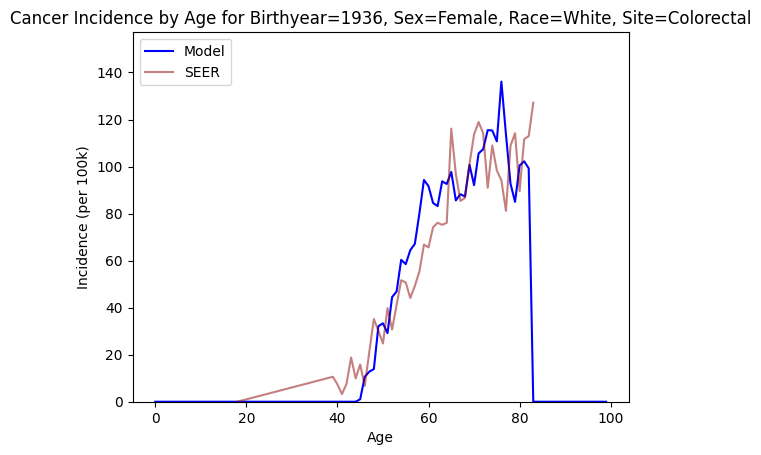 Cancer Incidence by Age for Birthyear=1936, Sex=Female, Race=White, Site=Colorectal
Model
SEER
140
120
100
80
60
40
20
0
Incidence (per 100k)
0 20 40 60 80 100
Age